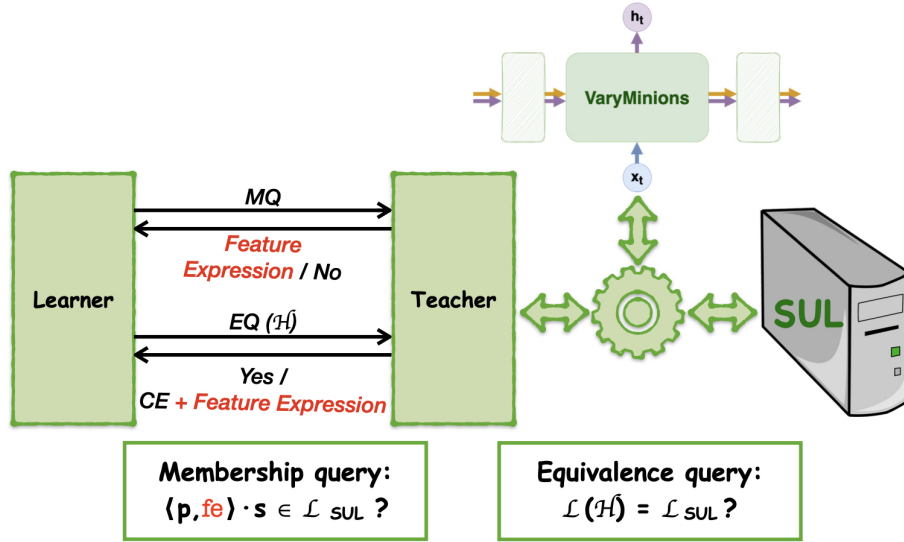 hₜ
VaryMinions
xₜ
MQ
Feature
Expression / No
Learner
Teacher
EQ (ℋ)
Yes /
CE + Feature Expression
SUL
Membership query:
⟨p,fe⟩ · s ∈ ℒ SUL ?
Equivalence query:
ℒ(ℋ) = ℒ SUL ?